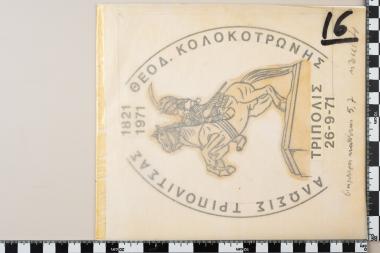 16
ΘΕΟΔ. ΚΟΛΟΚΟΤΡΩΝΗΣ
1821
1971
ΤΡΙΠΟΛΙΣ
26-9-71
ΑΛΩΣΙΣ ΤΡΙΠΟΛΙΤΣΑΣ